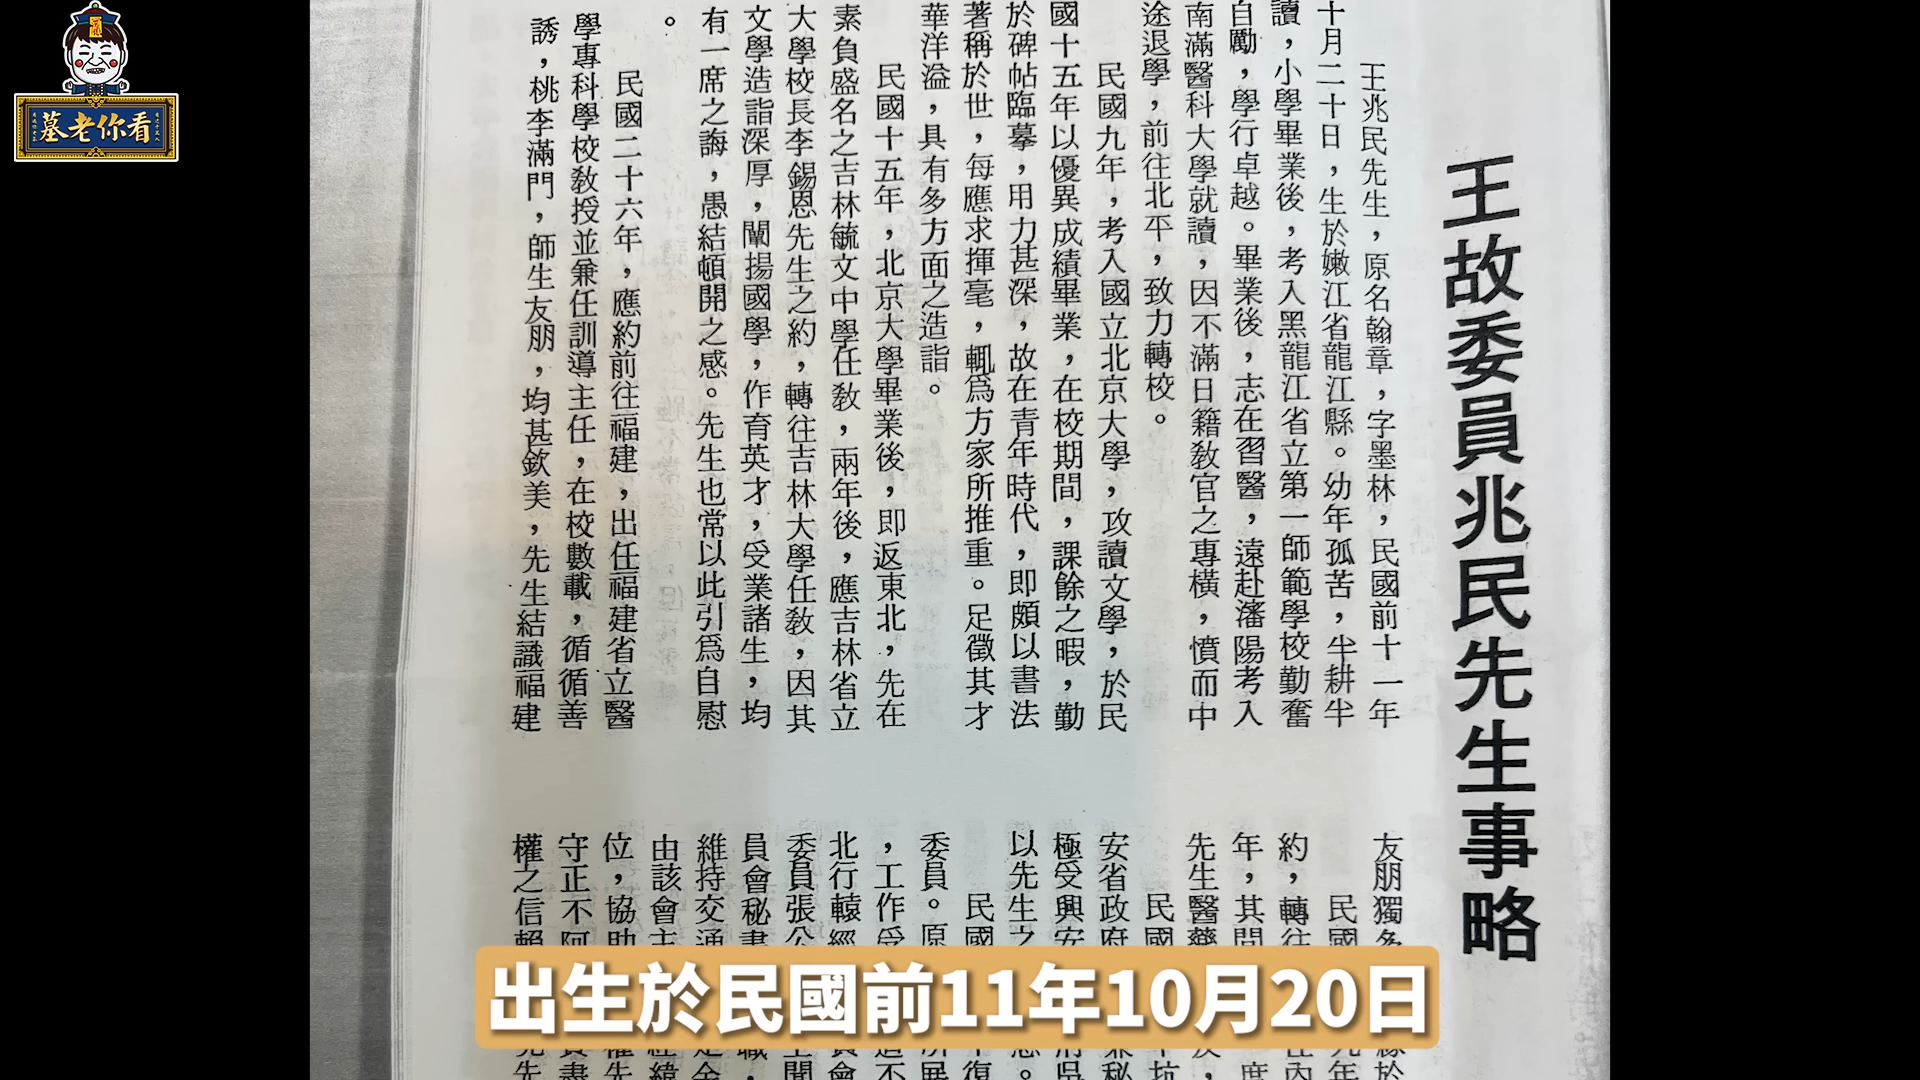 墓老你看
王故委員兆民先生事略
王兆民先生，原名翰章，字墨林，民國前十一年
十月二十日，生於嫩江省龍江縣。幼年孤苦，半耕半
讀，小學畢業後，考入黑龍江省立第一師範學校勤奮
自勵，學行卓越。畢業後，志在習醫，遠赴瀋陽考入
南滿醫科大學就讀，因不滿日籍敎官之專橫，憤而中
途退學，前往北平，致力轉校。
民國九年，考入國立北京大學，攻讀文學，於民
國十五年以優異成績畢業，在校期間，課餘之暇，勤
於碑帖臨摹，用力甚深，故在青年時代，即頗以書法
著稱於世，每應求揮毫，輒爲方家所推重。足徵其才
華洋溢，具有多方面之造詣。
民國十五年，北京大學畢業後，即返東北，先在
素負盛名之吉林毓文中學任敎，兩年後，應吉林省立
大學校長李錫恩先生之約，轉往吉林大學任敎，因其
文學造詣深厚，闡揚國學，作育英才，受業諸生，均
有一席之誨，愚結頓開之感。先生也常以此引爲自慰
。
民國二十六年，應約前往福建，出任福建省立醫
學專科學校敎授並兼任訓導主任，在校數載，循循善
誘，桃李滿門，師生友朋，均甚欽美，先生結識福建
友朋獨多
民國
約，轉往
年，其間
先生醫藥
民國
安省政府
極受興安
以先生之
民國
委員。原
，工作受
北行轅經
委員張公
員會秘書
維持交通
由該會主
位，協助
守正不阿
權之信賴
出生於民國前11年10月20日